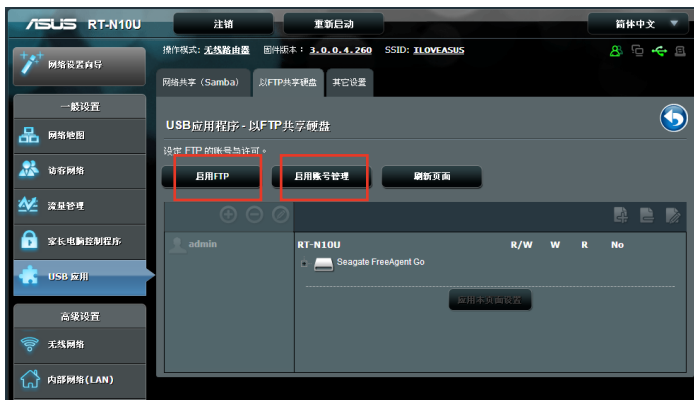 ASUS RT-N10U 注销 重新启动 简体中文
操作模式: 无线路由器 固件版本: 3.0.0.4.260 SSID: ILOVEASUS
网络设置向导
网络共享（Samba） 以FTP共享硬盘 其它设置
一般设置
USB应用程序 - 以FTP共享硬盘
网络地图
设定 FTP 的账号与许可。
访客网络
启用FTP 启用账号管理 刷新页面
流量管理
家长电脑控制程序
admin RT-N10U R/W W R No
Seagate FreeAgent Go
USB 应用
应用本页面设置
高级设置
无线网络
内部网络(LAN)